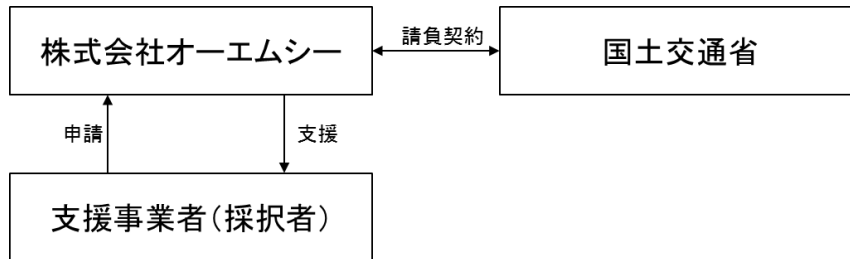 株式会社オーエムシー
請負契約
国土交通省
申請
支援
支援事業者（採択者）